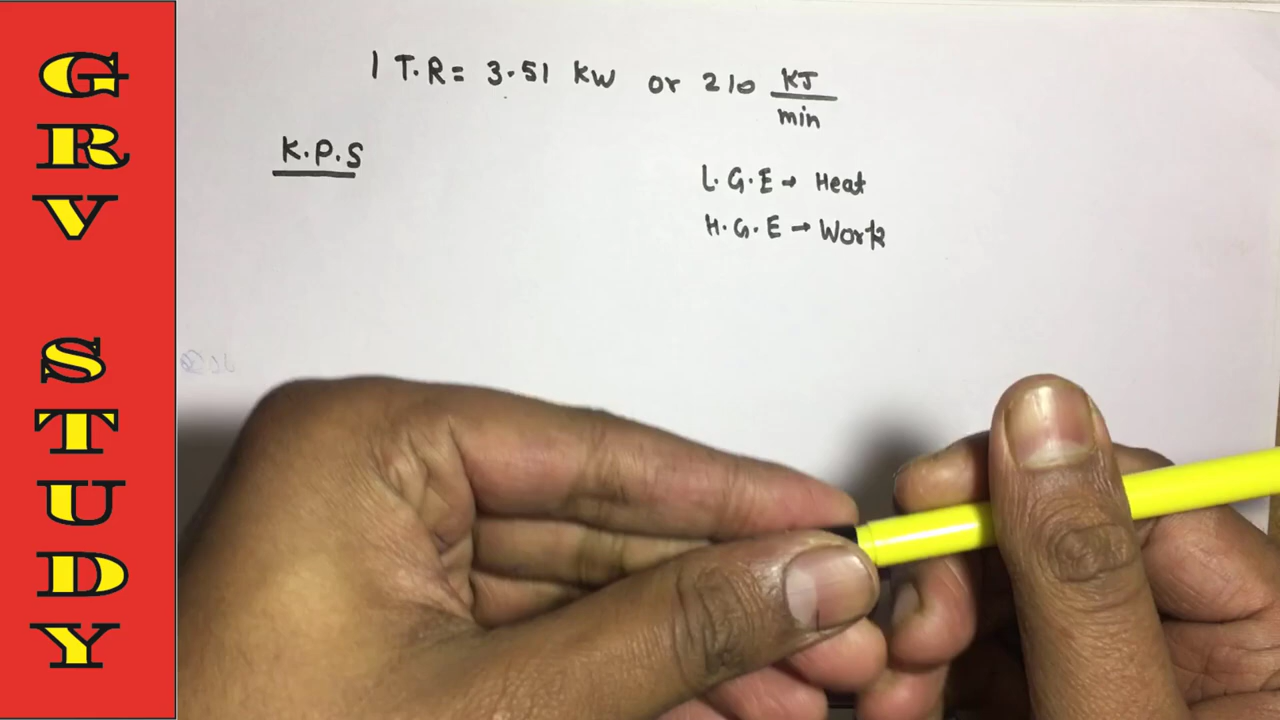 GRV STUDY
1 T.R = 3.51 KW or 210 KJ/min
K.P.S
L.G.E → Heat
H.G.E → Work